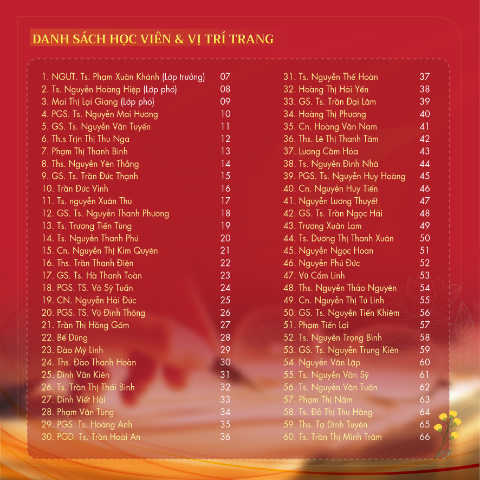 DANH SÁCH HỌC VIÊN & VỊ TRÍ TRANG
1. NGUT. Ts. Phạm Xuân Khánh (Lớp trưởng) 07
2. Ts. Nguyễn Hoàng Hiệp (Lớp phó) 08
3. Mai Thị Lại Giang (Lớp phó) 09
4. PGS. Ts. Nguyễn Mai Hương 10
5. GS. Ts. Nguyễn Văn Tuyến 11
6. Th.s Trịn Thị Thu Nga 12
7. Phạm Thị Thanh Bình 13
8. Ths. Nguyễn Yên Thắng 14
9. GS. Ts. Trần Đức Thạnh 15
10. Trần Đức Vinh 16
11. Ts. nguyễn Xuân Thu 17
12. GS. Ts. Nguyễn Thanh Phương 18
13. Ts. Trương Tiến Tùng 19
14. Ts. Nguyễn Thanh Phú 20
15. Cn. Nguyễn Thị Kim Quyên 21
16. Ths. Trần Thanh Điền 22
17. GS. Ts. Hà Thanh Toàn 23
18. PGS. TS. Võ Sỹ Tuấn 24
19. CN. Nguyễn Hải Đức 25
20. PGS. TS. Vũ Đình Thông 26
21. Trần Thị Hồng Gấm 27
22. Bế Dũng 28
23. Đào Mỹ Linh 29
24. Ths. Đào Thanh Hoàn 30
25. Đinh Văn Kiên 31
26. Ts. Trần Thị Thái Bình 32
27. Đinh Viết Hải 33
28. Phạm Văn Tùng 34
29. PGS. Ts. Hoàng Anh 35
30. PGĐ. Ts. Trần Hoài An 36
31. Ts. Nguyễn Thế Hoàn 37
32. Hoàng Thị Hải Yến 38
33. GS. Ts. Trần Đại Lâm 39
34. Hoàng Thị Phương 40
35. Cn. Hoàng Văn Nam 41
36. Ths. Lê Thị Thanh Tâm 42
37. Lương Cẩm Hóa 43
38. Ts. Nguyễn Đình Nhã 44
39. PGS. Ts. Nguyễn Huy Hoàng 45
40. Cn. Nguyễn Huy Tiến 46
41. Nguyễn Lương Thuyết 47
42. GS. Ts. Trần Ngọc Hải 48
43. Trương Xuân Lam 49
44. Ts. Dương Thị Thanh Xuân 50
45. Nguyễn Ngọc Hoan 51
46. Nguyễn Phú Đức 52
47. Vũ Cẩm Linh 53
48. Ths. Nguyễn Thảo Nguyên 54
49. Cn. Nguyễn Thị Tú Linh 55
50. GS. Ts. Nguyễn Tiến Khiêm 56
51. Phạm Tiến Lợi 57
52. Ts. Nguyễn Trọng Bình 58
53. GS. Ts. Nguyễn Trung Kiên 59
54. Nguyễn Văn Lập 60
55. Ts. Nguyễn Văn Sỹ 61
56. Ts. Nguyễn Văn Tuân 62
57. Phạm Thị Năm 63
58. Ts. Đỗ Thị Thu Hằng 64
59. Ths. Tạ Đình Tuyên 65
60. Ts. Trần Thị Minh Trâm 66